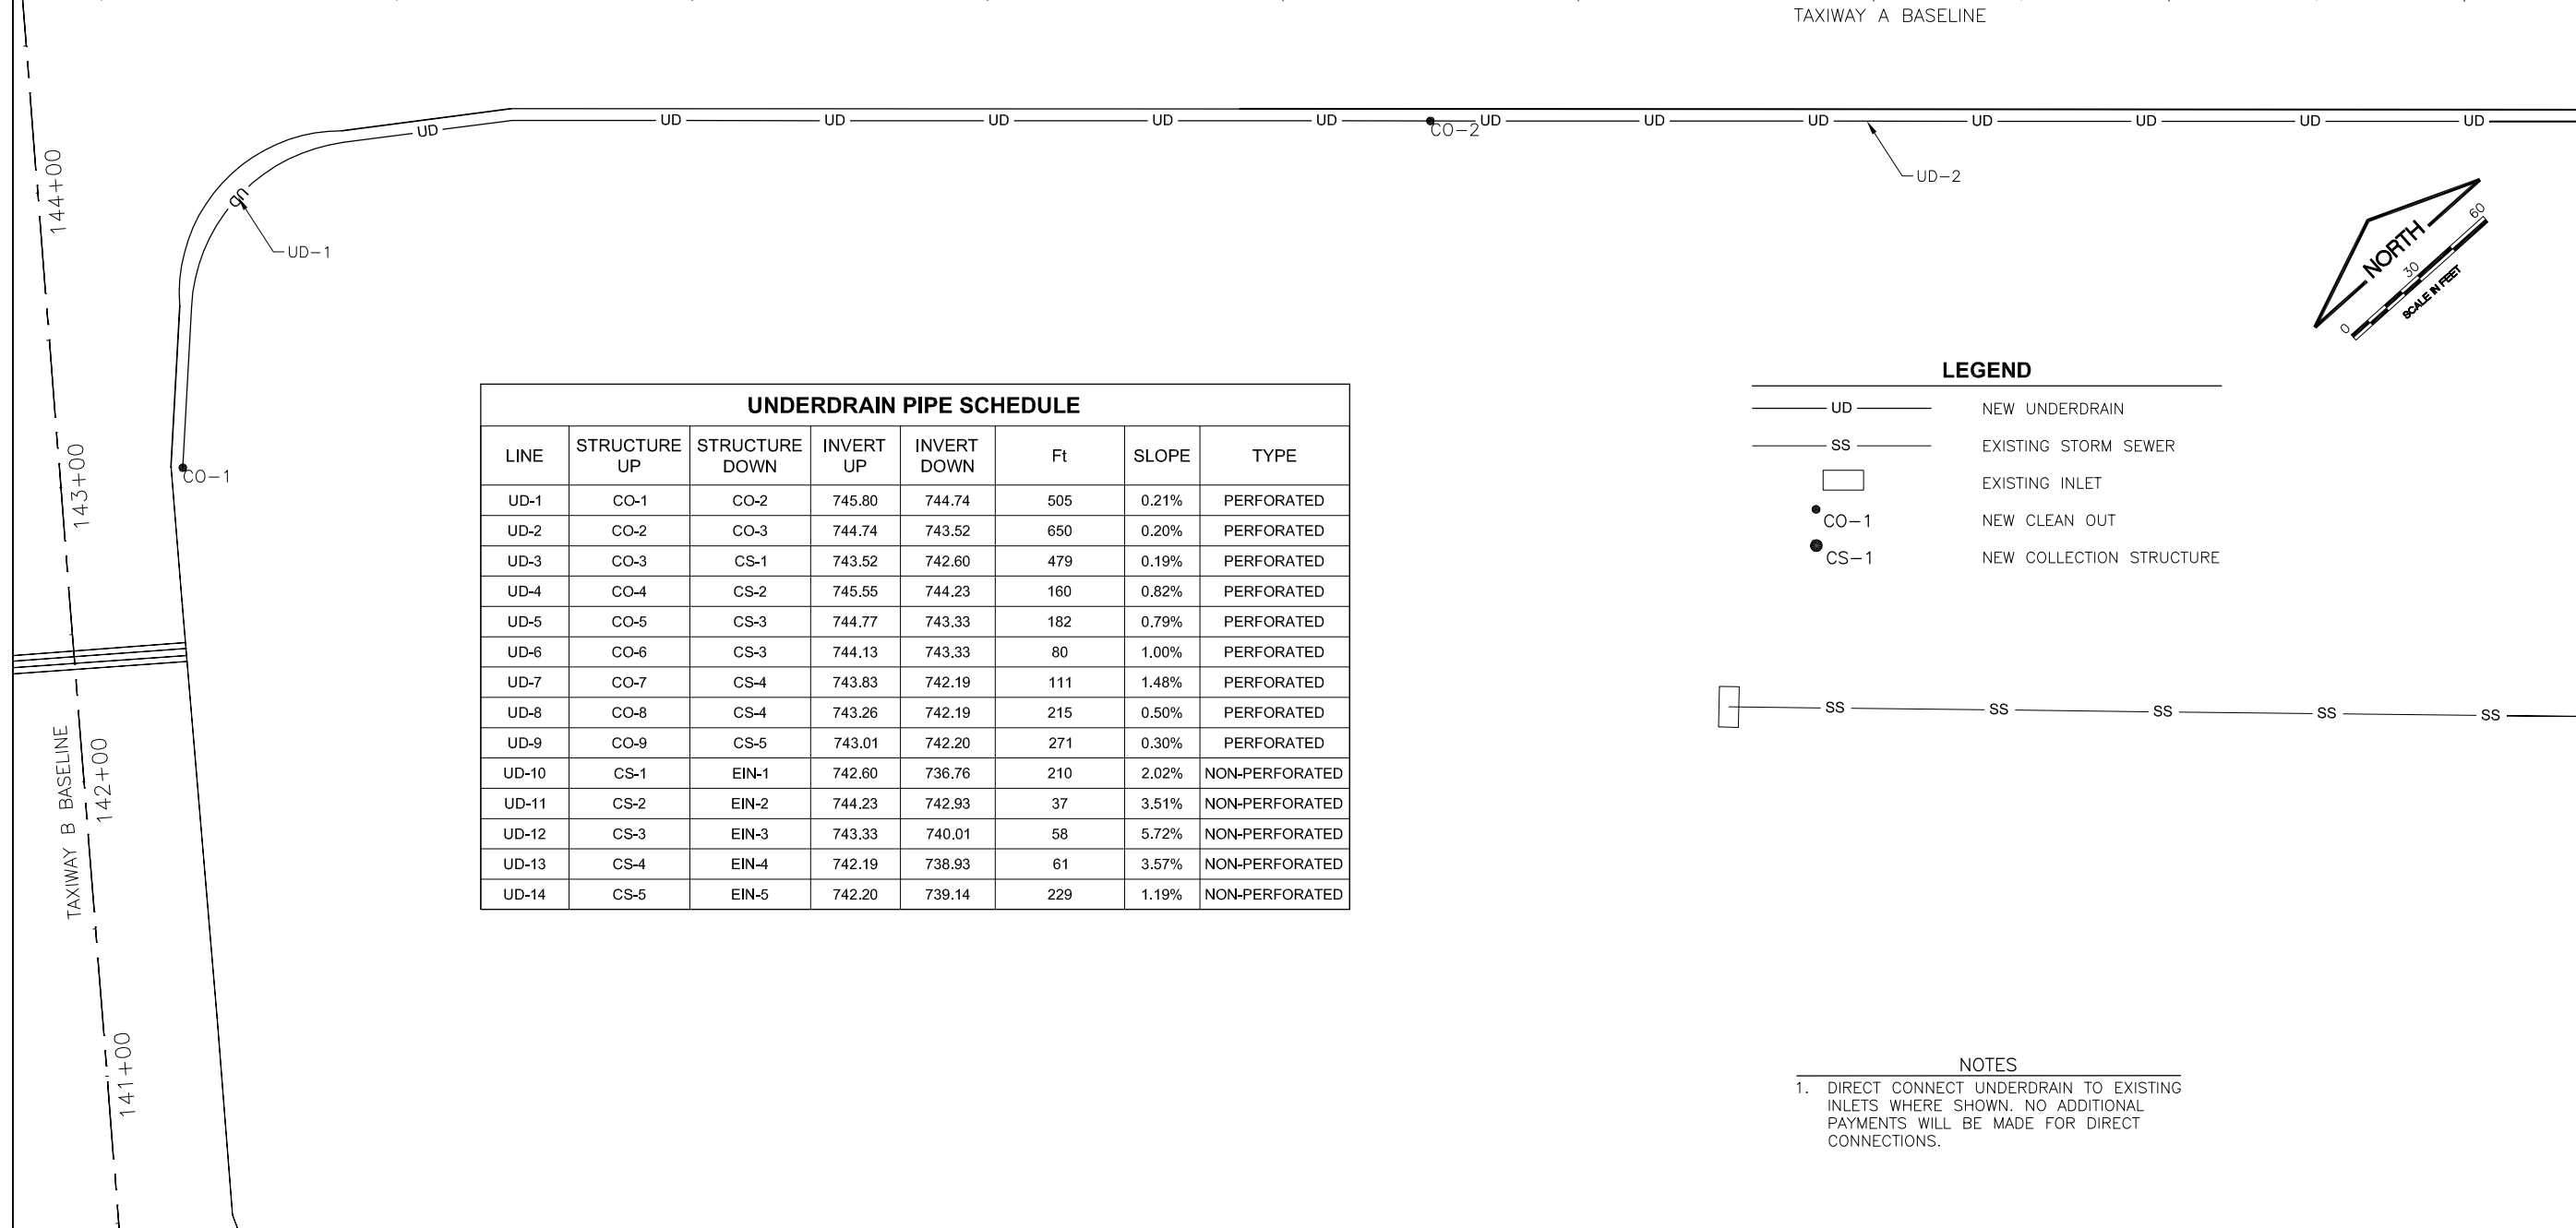 TAXIWAY A BASELINE
UD UD UD UD UD UD CO-2 UD UD UD UD UD UD UD
UD-2
UD
UD-1
144+00
143+00
CO-1
TAXIWAY B BASELINE
142+00
141+00
NORTH
0 30 60
SCALE IN FEET
UNDERDRAIN PIPE SCHEDULE
LINE STRUCTURE UP STRUCTURE DOWN INVERT UP INVERT DOWN Ft SLOPE TYPE
UD-1 CO-1 CO-2 745.80 744.74 505 0.21% PERFORATED
UD-2 CO-2 CO-3 744.74 743.52 650 0.20% PERFORATED
UD-3 CO-3 CS-1 743.52 742.60 479 0.19% PERFORATED
UD-4 CO-4 CS-2 745.55 744.23 160 0.82% PERFORATED
UD-5 CO-5 CS-3 744.77 743.33 182 0.79% PERFORATED
UD-6 CO-6 CS-3 744.13 743.33 80 1.00% PERFORATED
UD-7 CO-7 CS-4 743.83 742.19 111 1.48% PERFORATED
UD-8 CO-8 CS-4 743.26 742.19 215 0.50% PERFORATED
UD-9 CO-9 CS-5 743.01 742.20 271 0.30% PERFORATED
UD-10 CS-1 EIN-1 742.60 736.76 210 2.02% NON-PERFORATED
UD-11 CS-2 EIN-2 744.23 742.93 37 3.51% NON-PERFORATED
UD-12 CS-3 EIN-3 743.33 740.01 58 5.72% NON-PERFORATED
UD-13 CS-4 EIN-4 742.19 738.93 61 3.57% NON-PERFORATED
UD-14 CS-5 EIN-5 742.20 739.14 229 1.19% NON-PERFORATED
LEGEND
UD NEW UNDERDRAIN
SS EXISTING STORM SEWER
EXISTING INLET
CO-1 NEW CLEAN OUT
CS-1 NEW COLLECTION STRUCTURE
SS SS SS SS SS
NOTES
1. DIRECT CONNECT UNDERDRAIN TO EXISTING
INLETS WHERE SHOWN. NO ADDITIONAL
PAYMENTS WILL BE MADE FOR DIRECT
CONNECTIONS.